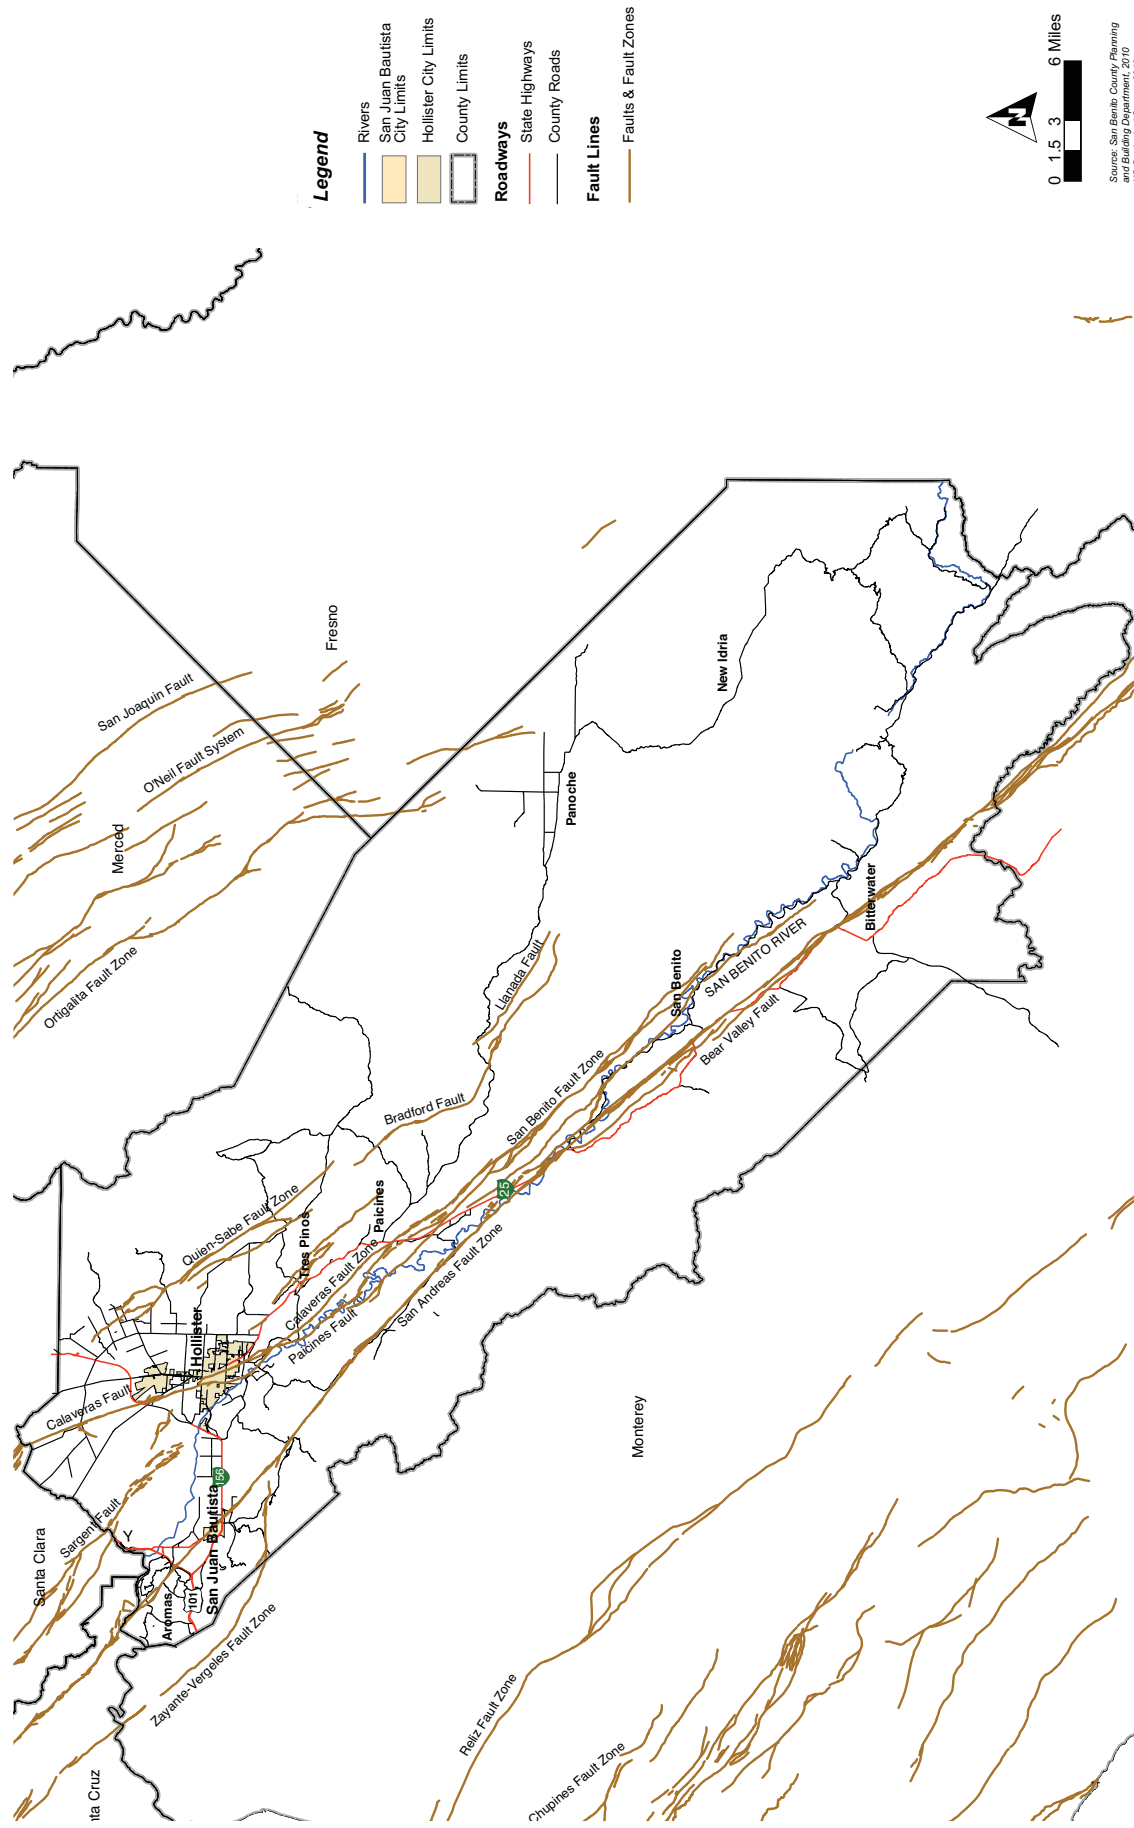 Legend
Rivers
San Juan Bautista
City Limits
Hollister City Limits
County Limits
Roadways
State Highways
County Roads
Fault Lines
Faults & Fault Zones
N
0 1.5 3 6 Miles
Source: San Benito County Planning
and Building Department, 2010
San Joaquin Fault
O'Neil Fault System
Fresno
Merced
Ortigalita Fault Zone
New Idria
Panoche
Llanada Fault
Bitterwater
SAN BENITO RIVER
San Benito
Bear Valley Fault
San Benito Fault Zone
Bradford Fault
25
Quien-Sabe Fault Zone
Paicines
Tres Pinos
Calaveras Fault Zone
Paicines Fault
San Andreas Fault Zone
Hollister
Calaveras Fault
Monterey
156
Sargent Fault
Santa Clara
Y
San Juan Bautista
101
Aromas
Zayante-Vergeles Fault Zone
nta Cruz
Reliz Fault Zone
Chupines Fault Zone